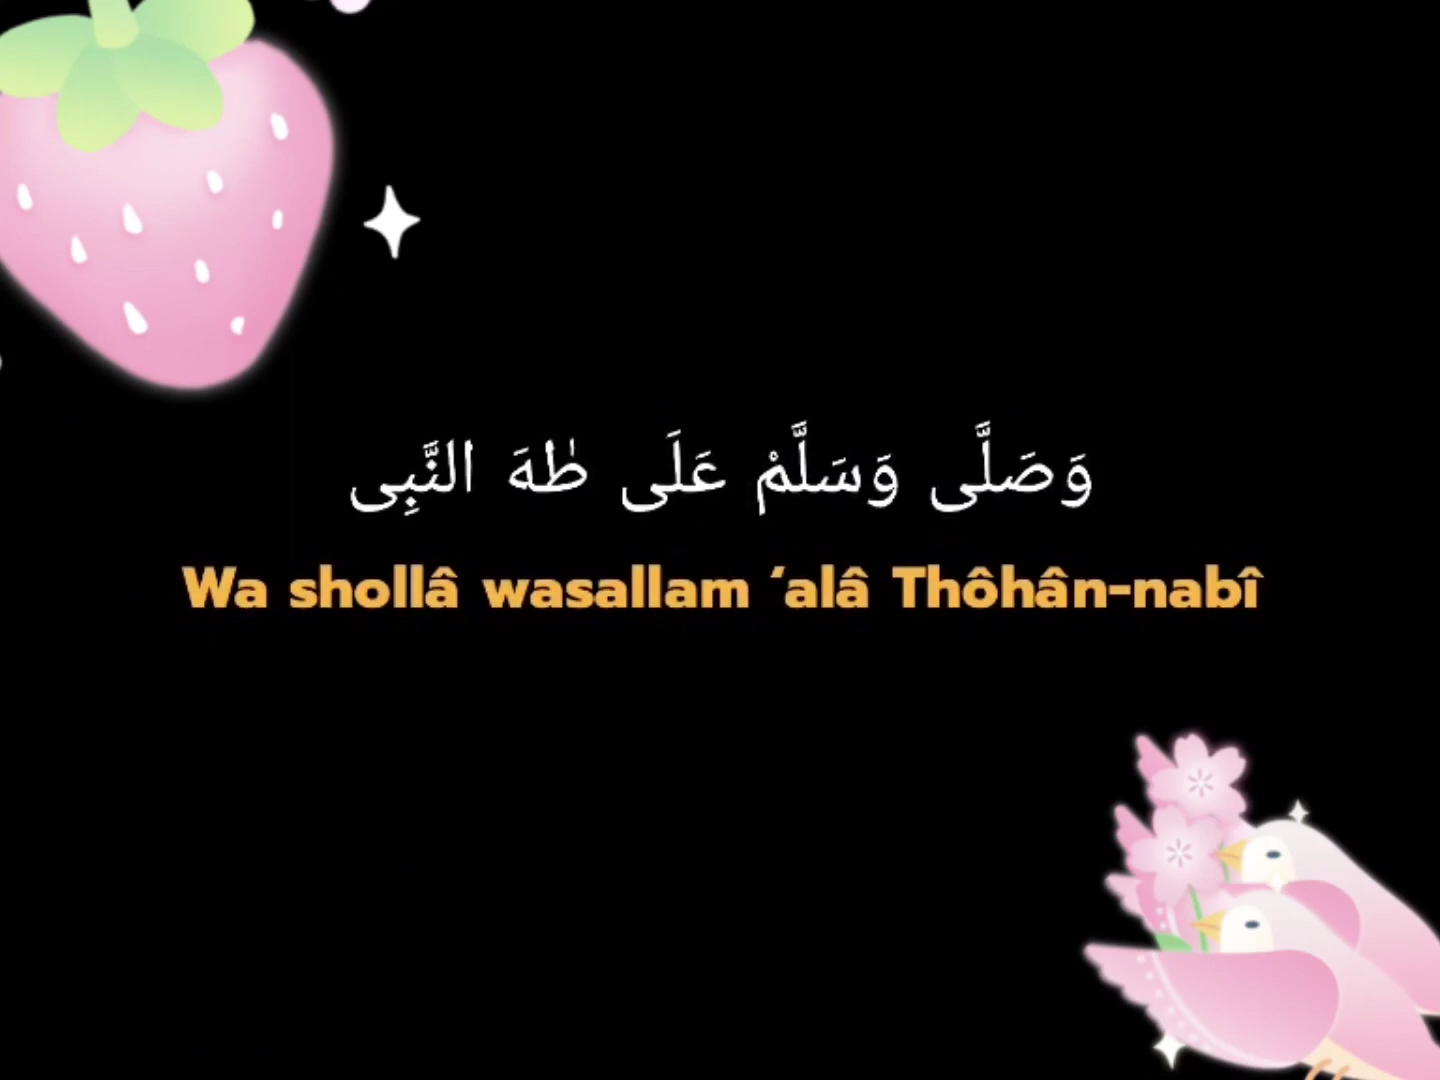 وَصَلَّى وَسَلَّمْ عَلَى طٰهَ النَّبِى
Wa shollâ wasallam ‘alâ Thôhân-nabî